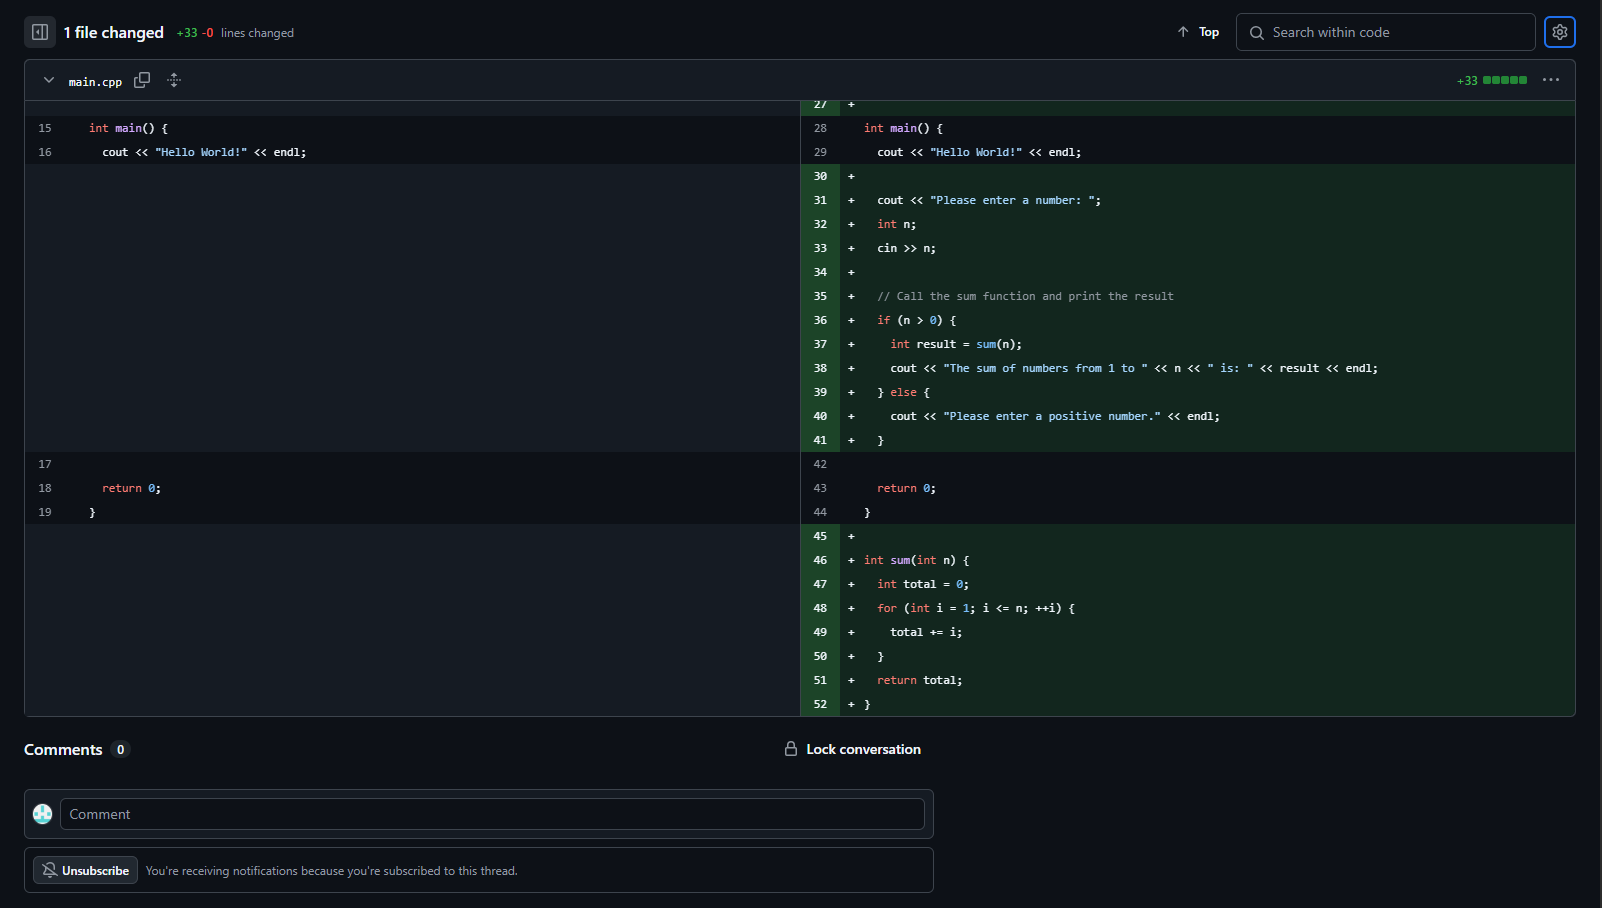 1 file changed +33 -0 lines changed Top Search within code
main.cpp +33
27 +
15 int main() { 28 int main() {
16 cout << "Hello World!" << endl; 29 cout << "Hello World!" << endl;
30 +
31 + cout << "Please enter a number: ";
32 + int n;
33 + cin >> n;
34 +
35 + // Call the sum function and print the result
36 + if (n > 0) {
37 + int result = sum(n);
38 + cout << "The sum of numbers from 1 to " << n << " is: " << result << endl;
39 + } else {
40 + cout << "Please enter a positive number." << endl;
41 + }
17 42
18 return 0; 43 return 0;
19 } 44 }
45 +
46 + int sum(int n) {
47 + int total = 0;
48 + for (int i = 1; i <= n; ++i) {
49 + total += i;
50 + }
51 + return total;
52 + }
Comments 0 Lock conversation
Comment
Unsubscribe You're receiving notifications because you're subscribed to this thread.